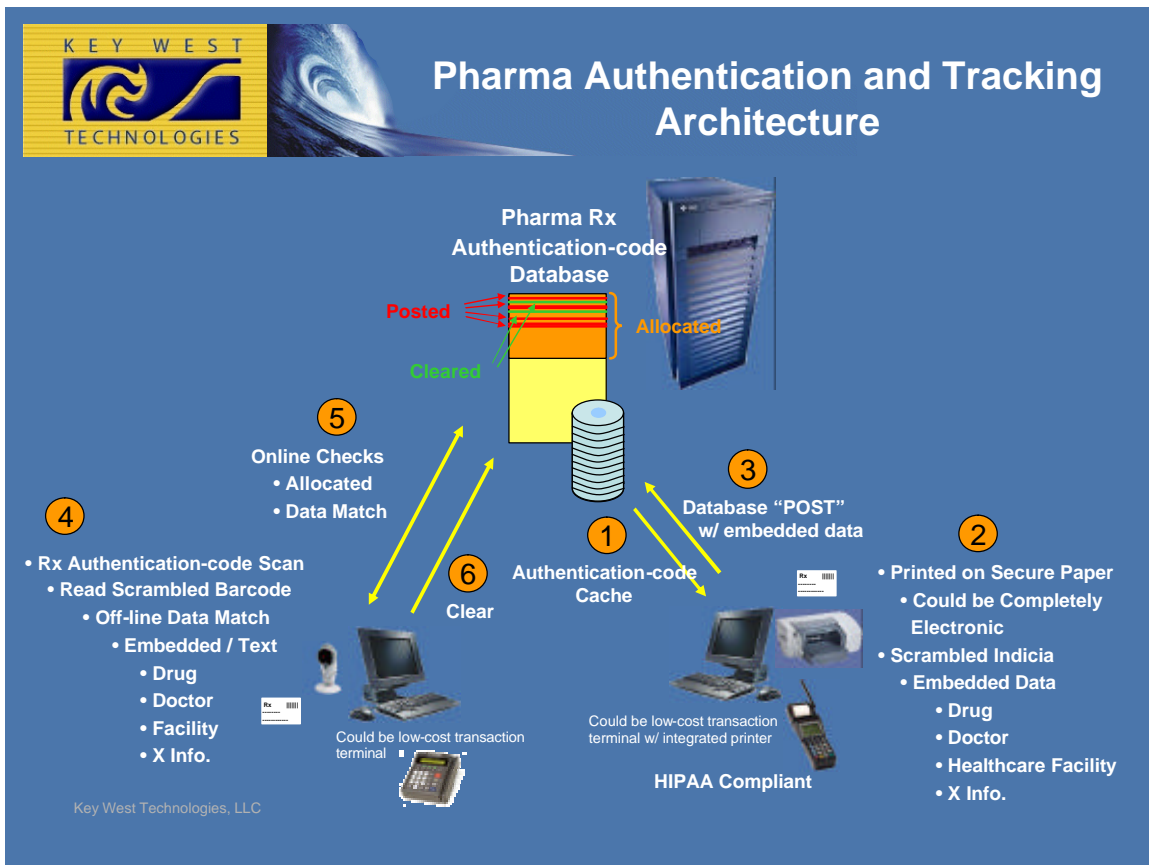 KEY WEST
TECHNOLOGIES
Pharma Authentication and Tracking
Architecture
Pharma Rx
Authentication-code
Database
Posted
Allocated
Cleared
5
Online Checks
• Allocated
• Data Match
4
• Rx Authentication-code Scan
• Read Scrambled Barcode
• Off-line Data Match
• Embedded / Text
• Drug
• Doctor
• Facility
• X Info.
6
Clear
1
Authentication-code
Cache
3
Database “POST”
w/ embedded data
2
• Printed on Secure Paper
• Could be Completely
Electronic
• Scrambled Indicia
• Embedded Data
• Drug
• Doctor
• Healthcare Facility
• X Info.
Rx
Rx
Could be low-cost transaction
terminal
Could be low-cost transaction
terminal w/ integrated printer
HIPAA Compliant
Key West Technologies, LLC